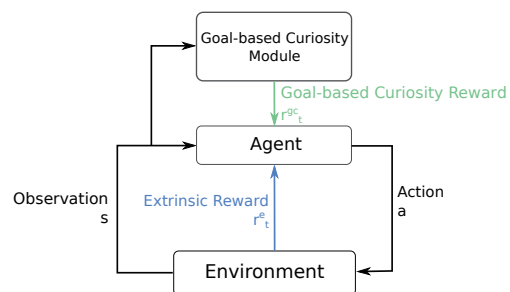 Goal-based Curiosity
Module
Goal-based Curiosity Reward
r^gc_t
Agent
Observation
s
Extrinsic Reward
r^e_t
Action
a
Environment